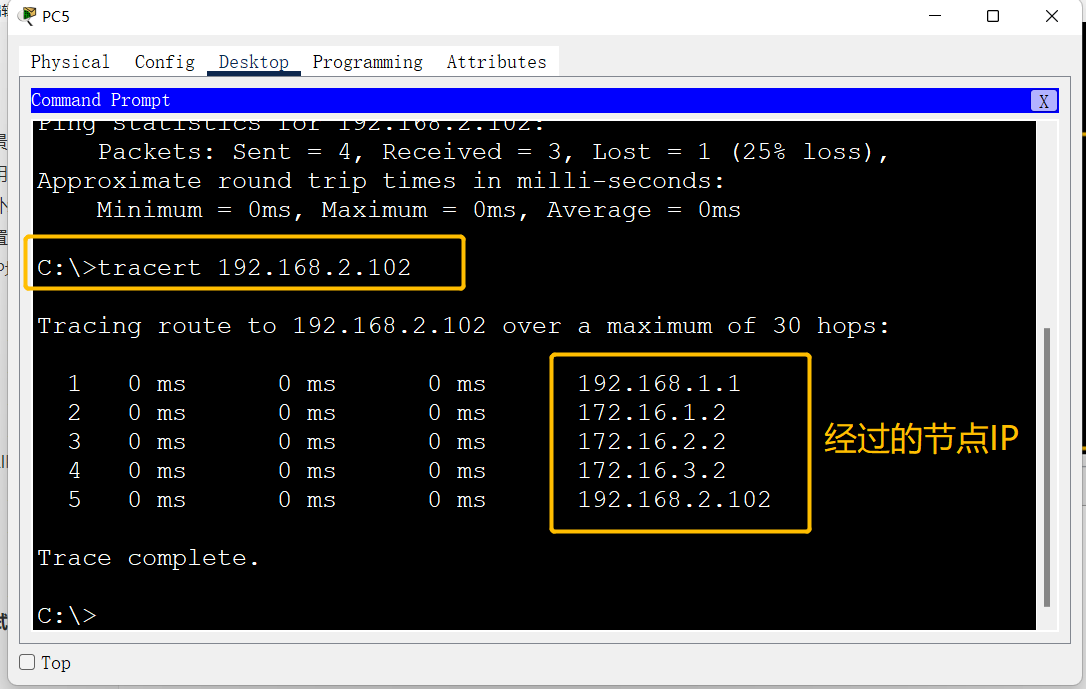 PC5
Physical Config Desktop Programming Attributes
Command Prompt
X
Ping statistics for 192.168.2.102:
Packets: Sent = 4, Received = 3, Lost = 1 (25% loss),
Approximate round trip times in milli-seconds:
Minimum = 0ms, Maximum = 0ms, Average = 0ms
C:\>tracert 192.168.2.102
Tracing route to 192.168.2.102 over a maximum of 30 hops:
1 0 ms 0 ms 0 ms 192.168.1.1
2 0 ms 0 ms 0 ms 172.16.1.2
3 0 ms 0 ms 0 ms 172.16.2.2
4 0 ms 0 ms 0 ms 172.16.3.2
5 0 ms 0 ms 0 ms 192.168.2.102
经过的节点IP
Trace complete.
C:\>
Top